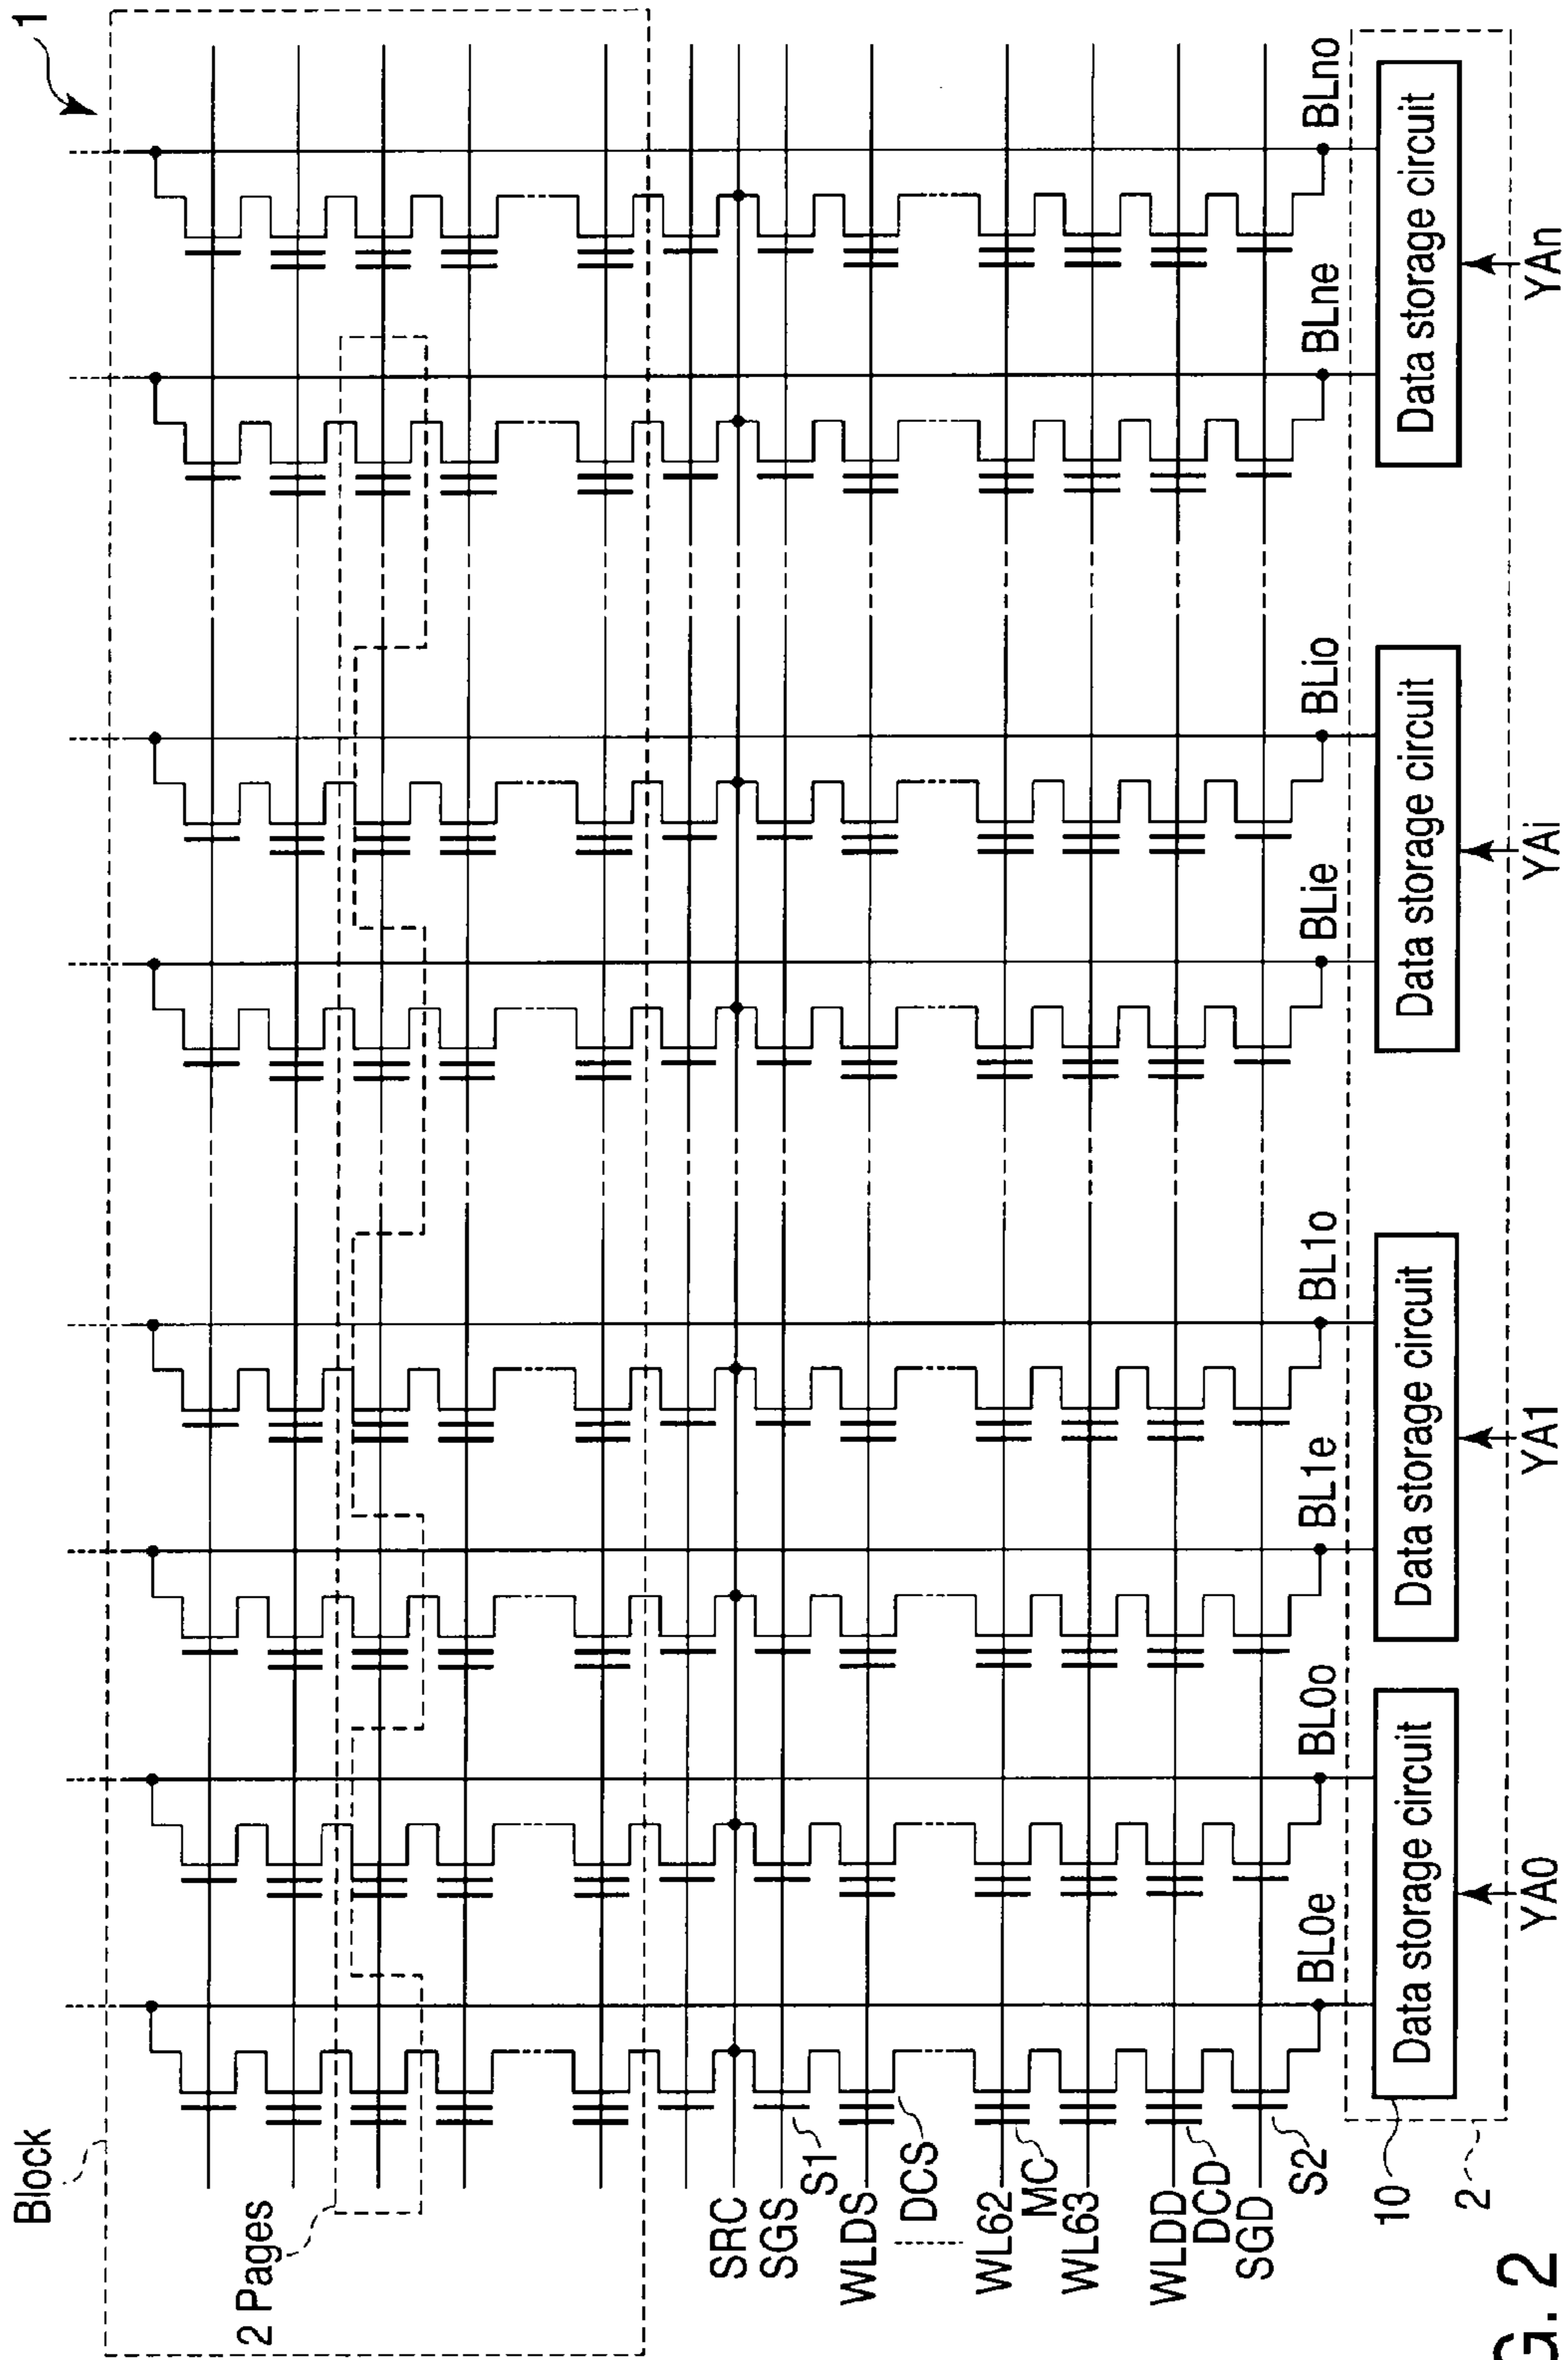 1
Block
2 Pages
SRC
SGS
S1
WLDS
DCS
WL62
MC
WL63
WLDD
DCD
SGD
S2
BL0e
BL0o
BL1e
BL1o
BLie
BLio
BLne
BLno
10
Data storage circuit
Data storage circuit
Data storage circuit
Data storage circuit
2
YA0
YA1
YAi
YAn
G. 2